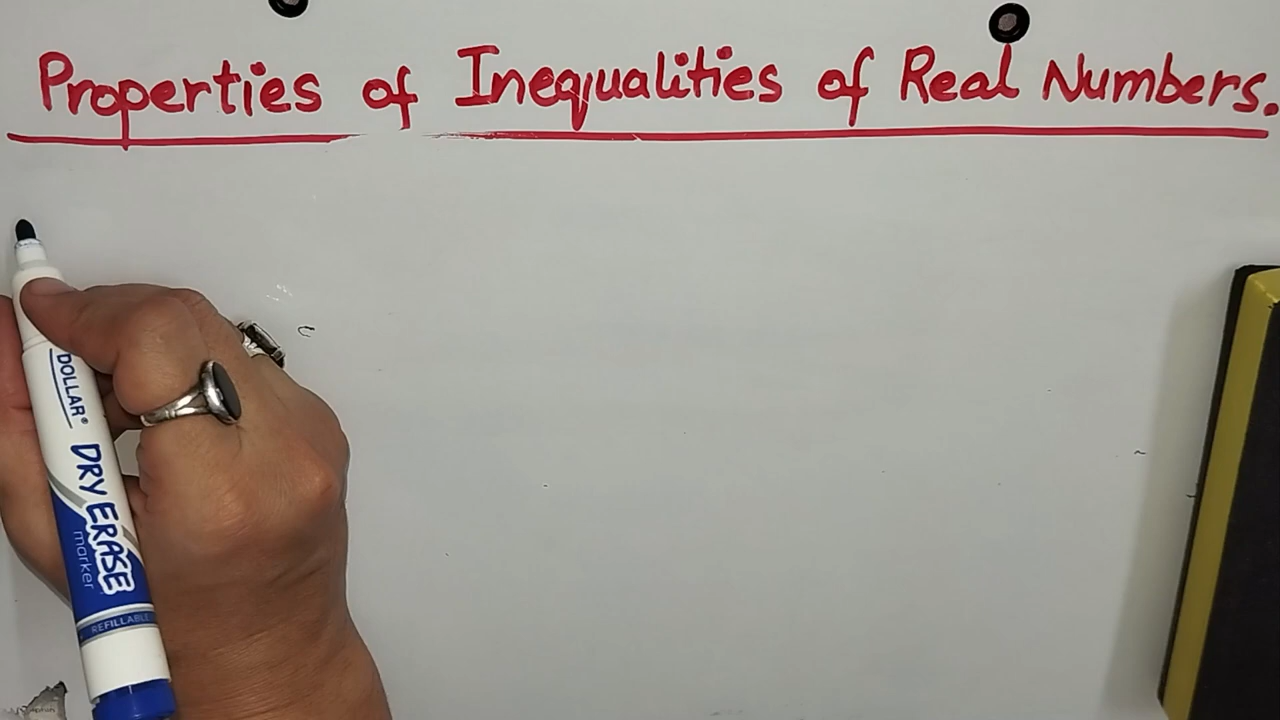 Properties of Inequalities of Real Numbers.
DOLLAR®
DRY ERASE
marker
REFILLABLE